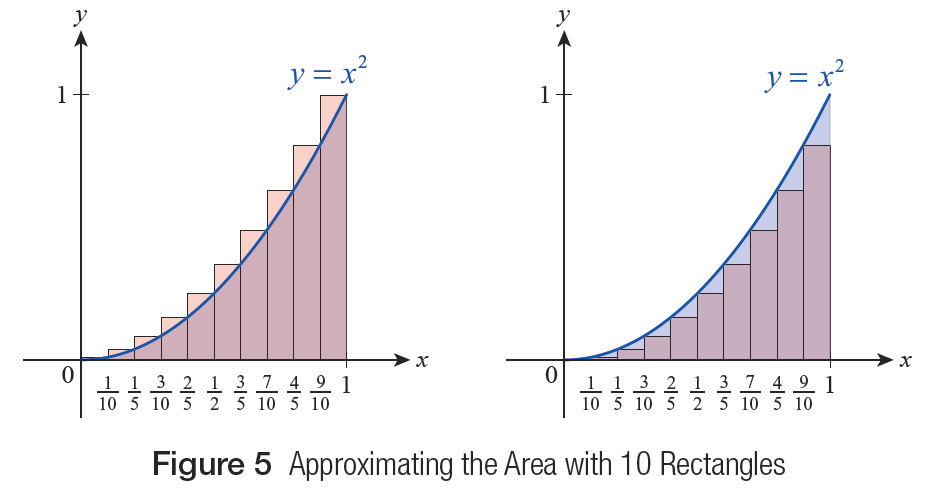 y
y = x²
1
x
0
1/10 1/5 3/10 2/5 1/2 3/5 7/10 4/5 9/10 1
y
y = x²
1
x
0
1/10 1/5 3/10 2/5 1/2 3/5 7/10 4/5 9/10 1
Figure 5 Approximating the Area with 10 Rectangles